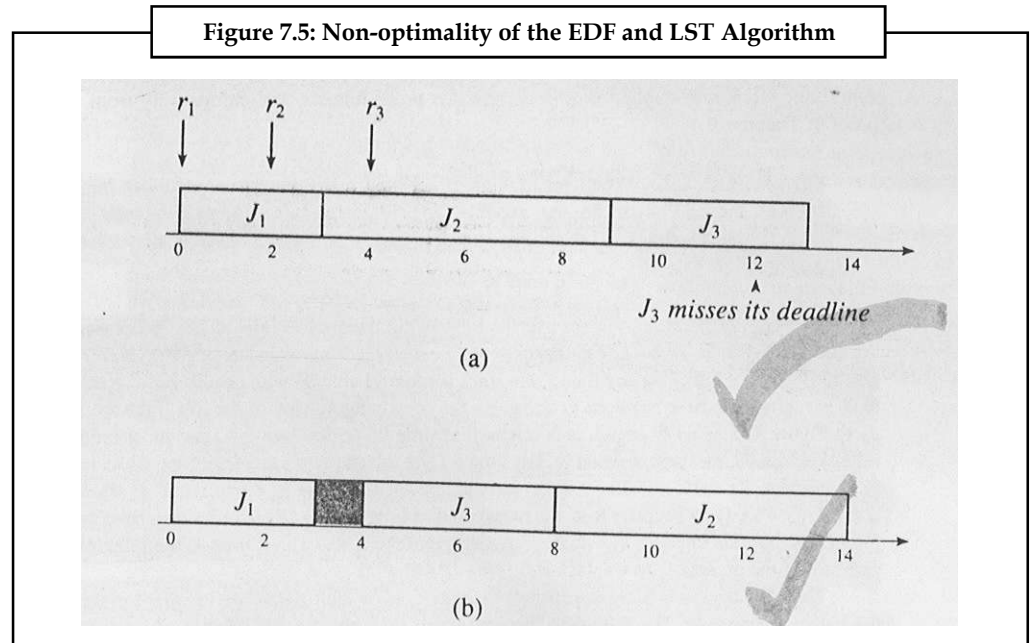 Figure 7.5: Non-optimality of the EDF and LST Algorithm
r₁ r₂ r₃
J₁ J₂ J₃
0 2 4 6 8 10 12 14
J₃ misses its deadline
(a)
J₁ J₃ J₂
0 2 4 6 8 10 12 14
(b)